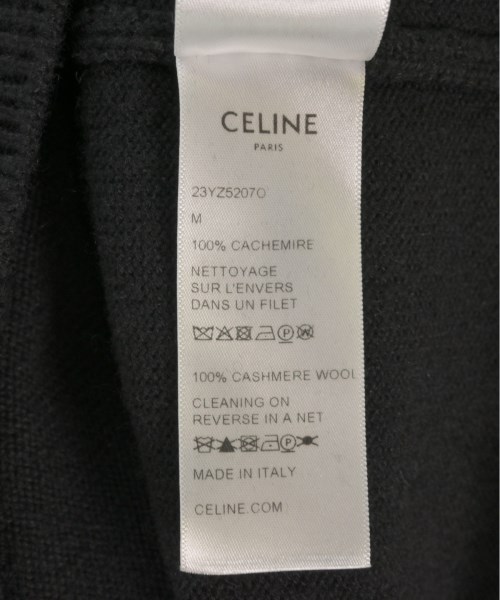 CELINE
PARIS
23YZ5207O
M
100% CACHEMIRE
NETTOYAGE
SUR L'ENVERS
DANS UN FILET
100% CASHMERE WOOL
CLEANING ON
REVERSE IN A NET
MADE IN ITALY
CELINE.COM